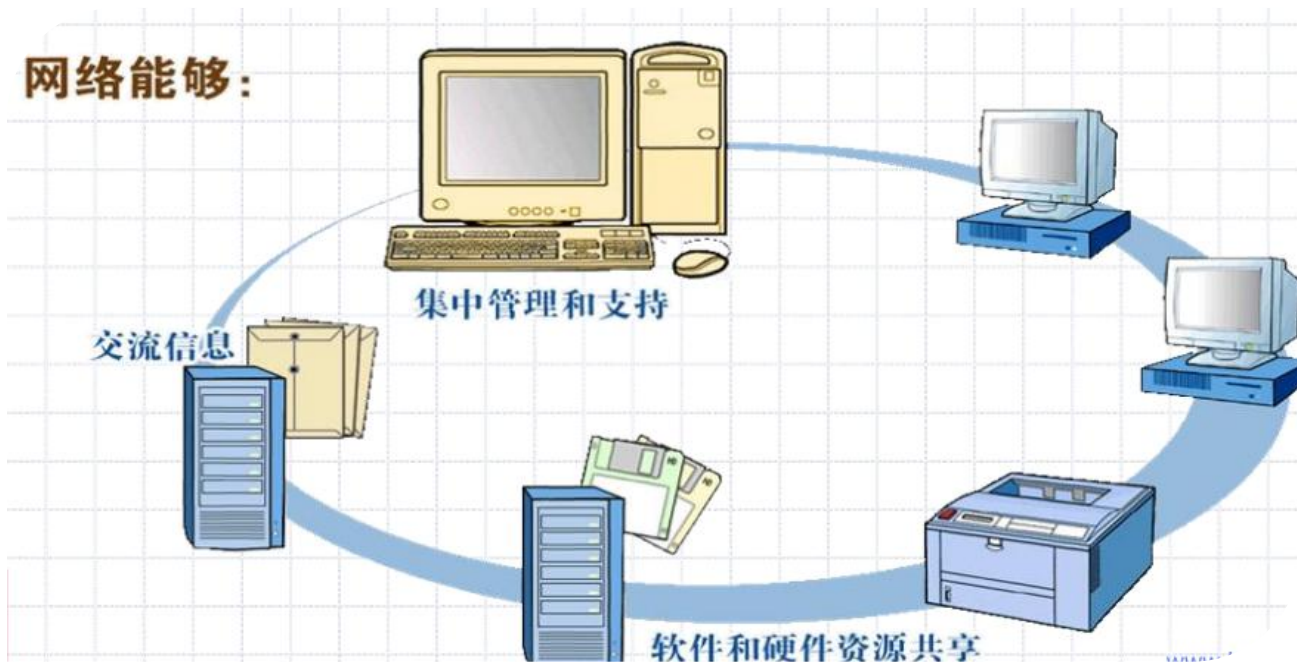 网络能够:
集中管理和支持
交流信息
软件和硬件资源共享